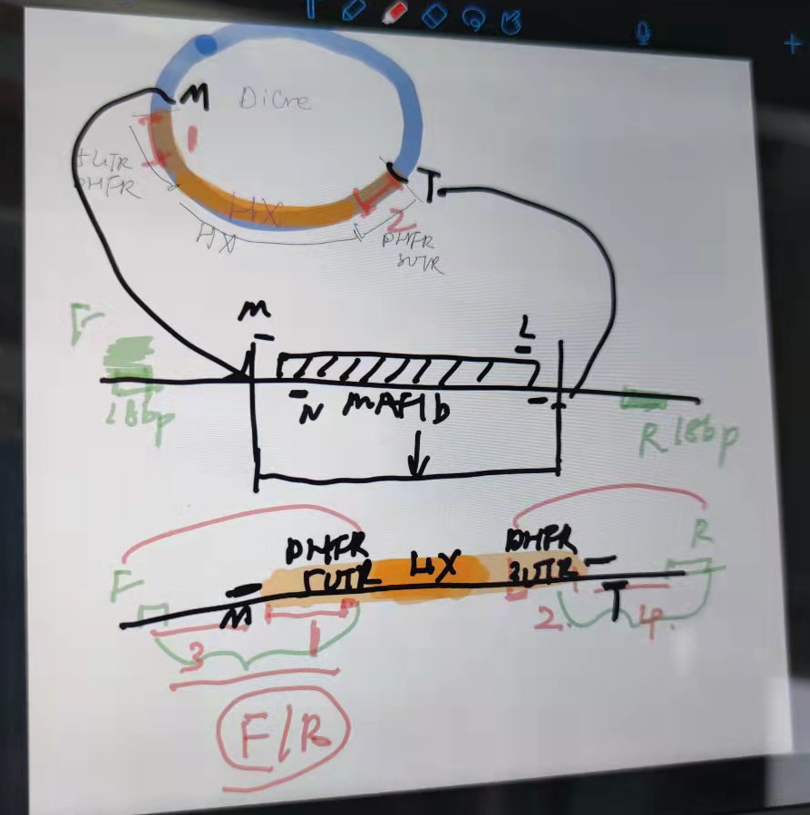 M
DiCre
1
5UTR
DHFR
HX
HX
T
2
DHFR
3UTR
F
M
L
18bp
N
MAF1b
R 18bp
F
DHFR
5UTR
HX
DHFR
3UTR
R
M
T
3
1
2.
4.
F/R